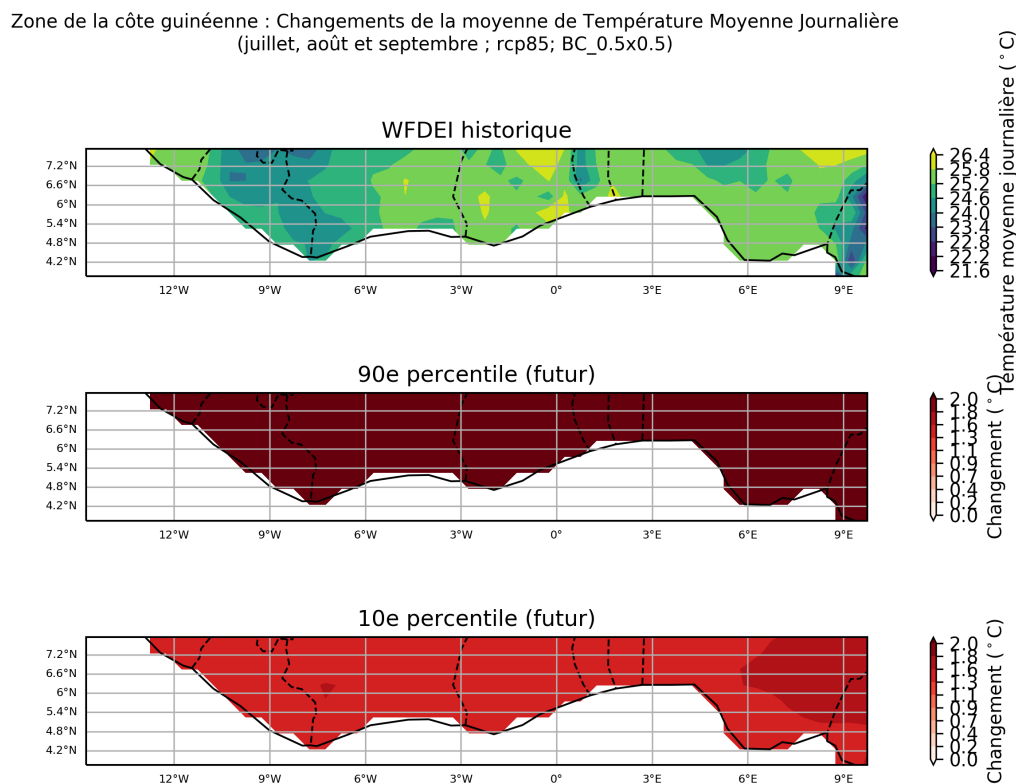 Zone de la côte guinéenne : Changements de la moyenne de Température Moyenne Journalière
(juillet, août et septembre ; rcp85; BC_0.5x0.5)
WFDEI historique
7.2°N
6.6°N
6°N
5.4°N
4.8°N
4.2°N
12°W 9°W 6°W 3°W 0° 3°E 6°E 9°E
26.4
25.8
25.2
24.6
24.0
23.4
22.8
22.2
21.6
Température moyenne journalière (°C)
90e percentile (futur)
7.2°N
6.6°N
6°N
5.4°N
4.8°N
4.2°N
12°W 9°W 6°W 3°W 0° 3°E 6°E 9°E
2.0
1.8
1.6
1.3
1.1
0.9
0.7
0.4
0.2
0.0
Changement (°C)
10e percentile (futur)
7.2°N
6.6°N
6°N
5.4°N
4.8°N
4.2°N
12°W 9°W 6°W 3°W 0° 3°E 6°E 9°E
2.0
1.8
1.6
1.3
1.1
0.9
0.7
0.4
0.2
0.0
Changement (°C)